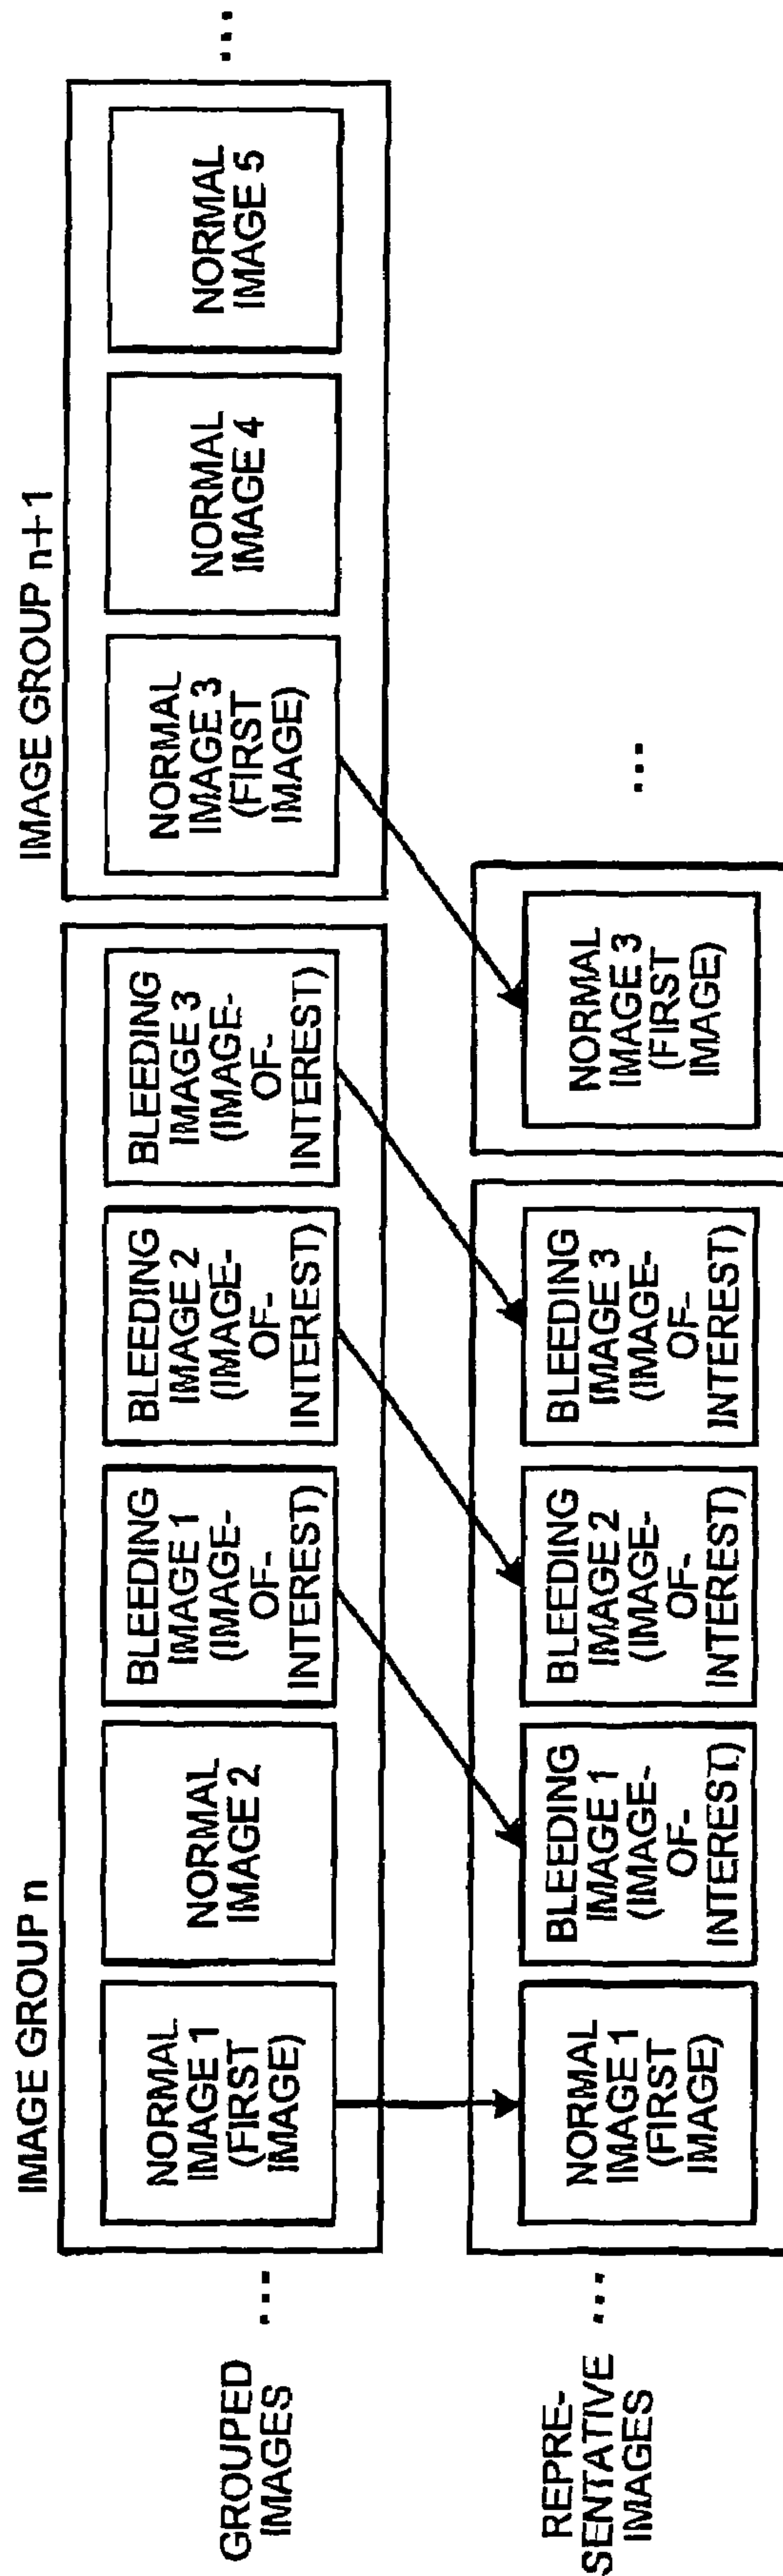 IMAGE GROUP n
IMAGE GROUP n+1
GROUPED
IMAGES
...
NORMAL
IMAGE 1
(FIRST
IMAGE)
NORMAL
IMAGE 2
BLEEDING
IMAGE 1
(IMAGE-
OF-
INTEREST)
BLEEDING
IMAGE 2
(IMAGE-
OF-
INTEREST)
BLEEDING
IMAGE 3
(IMAGE-
OF-
INTEREST)
NORMAL
IMAGE 3
(FIRST
IMAGE)
NORMAL
IMAGE 4
NORMAL
IMAGE 5
...
REPRE-
SENTATIVE
IMAGES
...
NORMAL
IMAGE 1
(FIRST
IMAGE)
BLEEDING
IMAGE 1
(IMAGE-
OF-
INTEREST)
BLEEDING
IMAGE 2
(IMAGE-
OF-
INTEREST)
BLEEDING
IMAGE 3
(IMAGE-
OF-
INTEREST)
NORMAL
IMAGE 3
(FIRST
IMAGE)
...